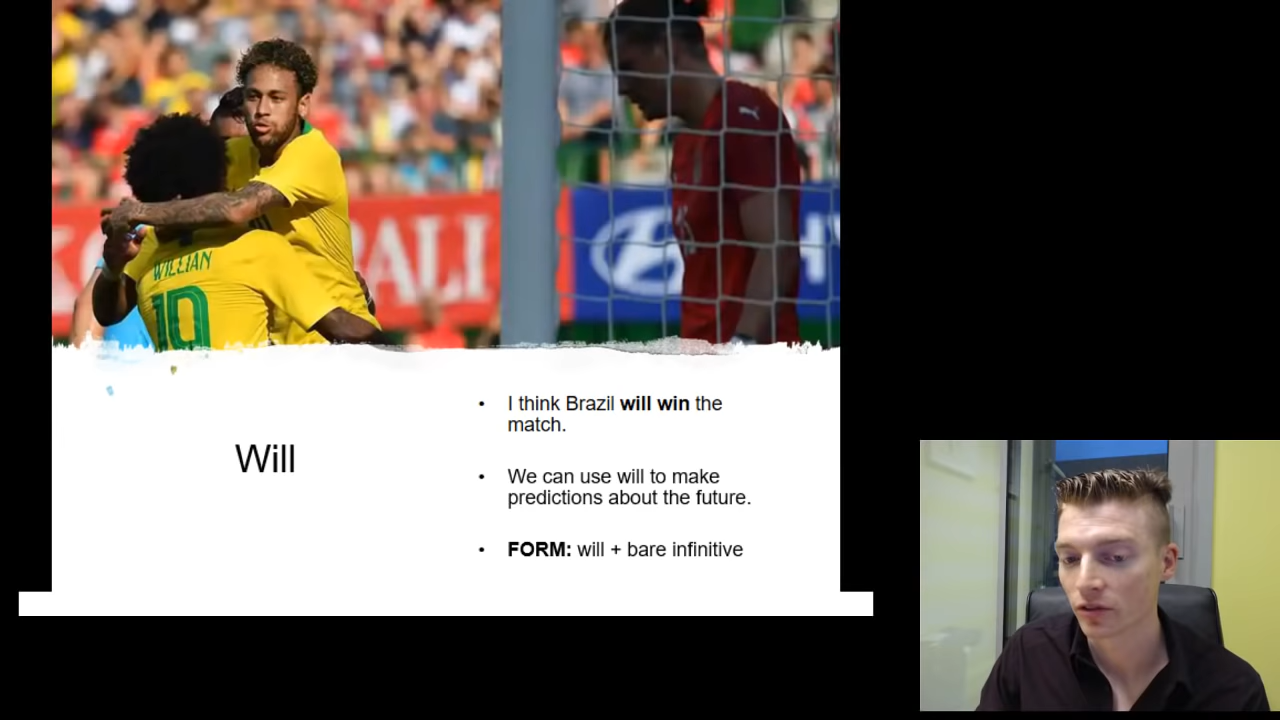 WILLIAN
19
Will
• I think Brazil will win the
match.
• We can use will to make
predictions about the future.
• FORM: will + bare infinitive